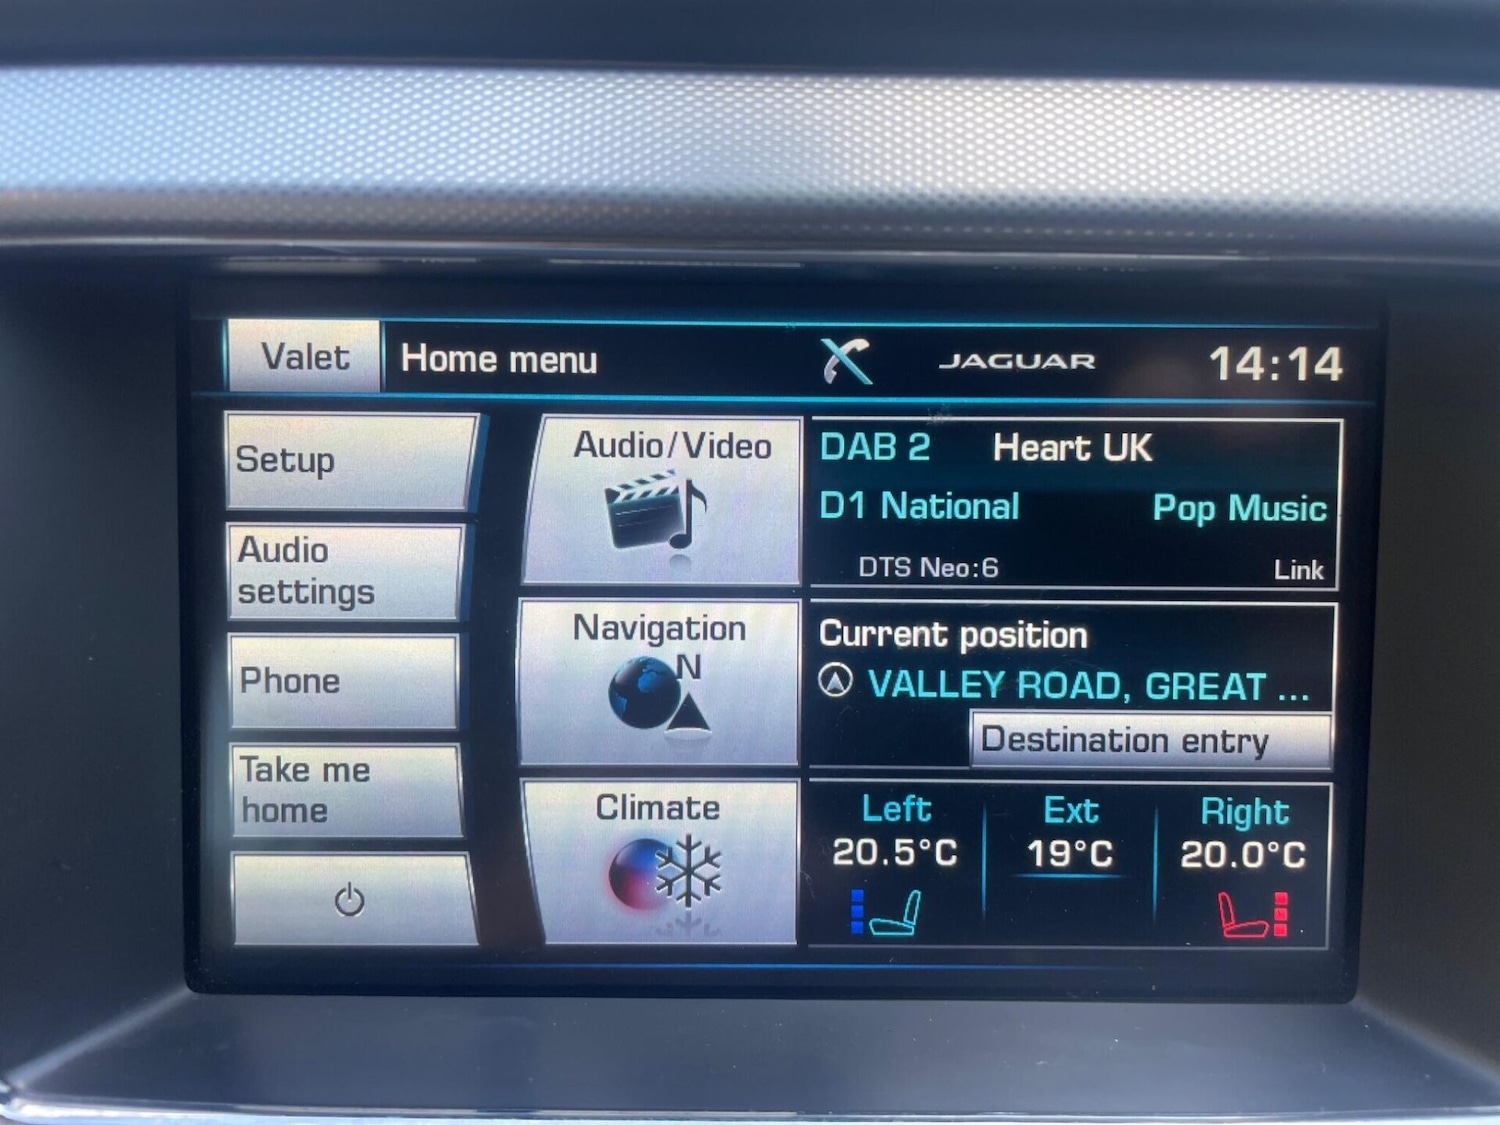 Valet
Home menu
JAGUAR
14:14
Setup
Audio
settings
Phone
Take me
home
Audio/Video
Navigation
N
Climate
DAB 2 Heart UK
D1 National Pop Music
DTS Neo:6 Link
Current position
VALLEY ROAD, GREAT ...
Destination entry
Left Ext Right
20.5°C 19°C 20.0°C